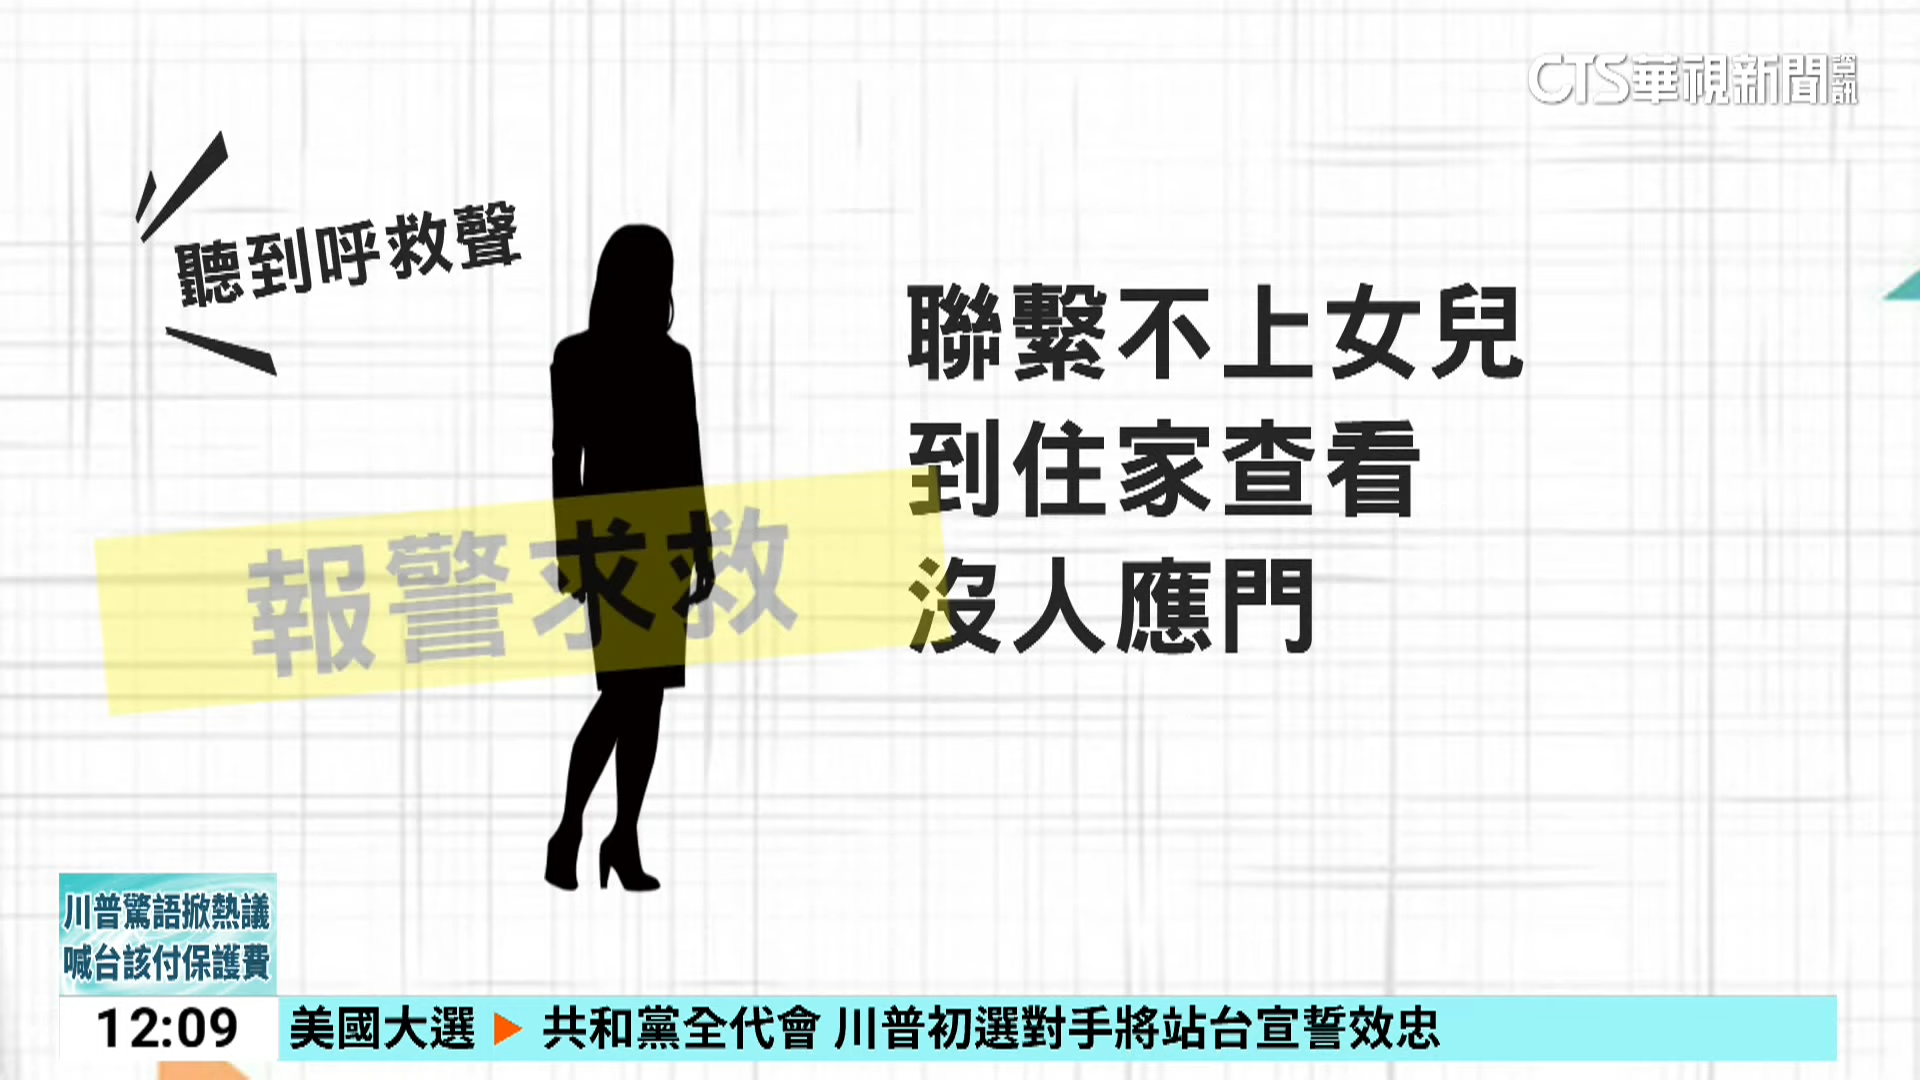 CTS華視新聞資訊
聽到呼救聲
聯繫不上女兒
到住家查看
沒人應門
報警求救
川普驚語掀熱議
喊台該付保護費
12:09
美國大選 ▶ 共和黨全代會 川普初選對手將站台宣誓效忠